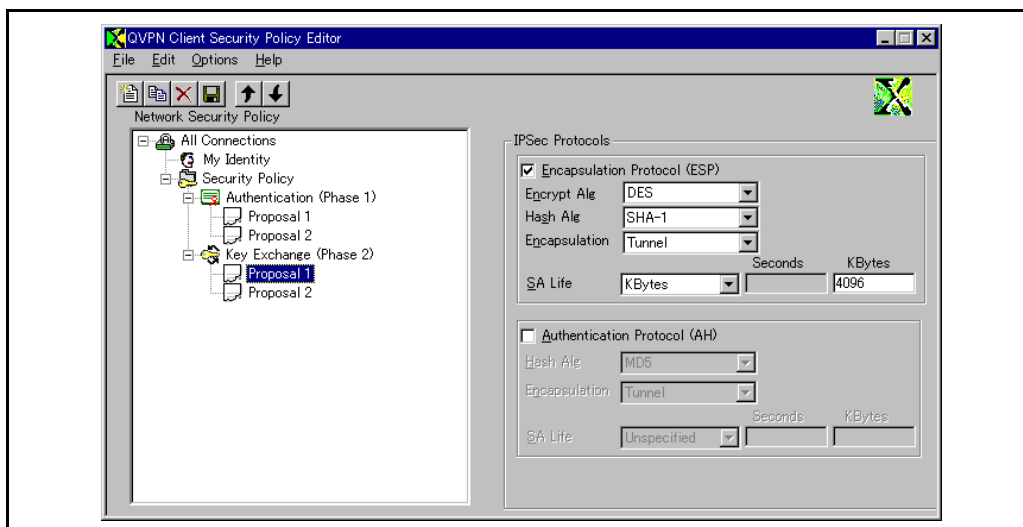 QVPN Client Security Policy Editor
File Edit Options Help
Network Security Policy
All Connections
My Identity
Security Policy
Authentication (Phase 1)
Proposal 1
Proposal 2
Key Exchange (Phase 2)
Proposal 1
Proposal 2
IPSec Protocols
Encapsulation Protocol (ESP)
Encrypt Alg DES
Hash Alg SHA-1
Encapsulation Tunnel
Seconds KBytes
SA Life KBytes 4096
Authentication Protocol (AH)
Hash Alg MD5
Encapsulation Tunnel
Seconds KBytes
SA Life Unspecified